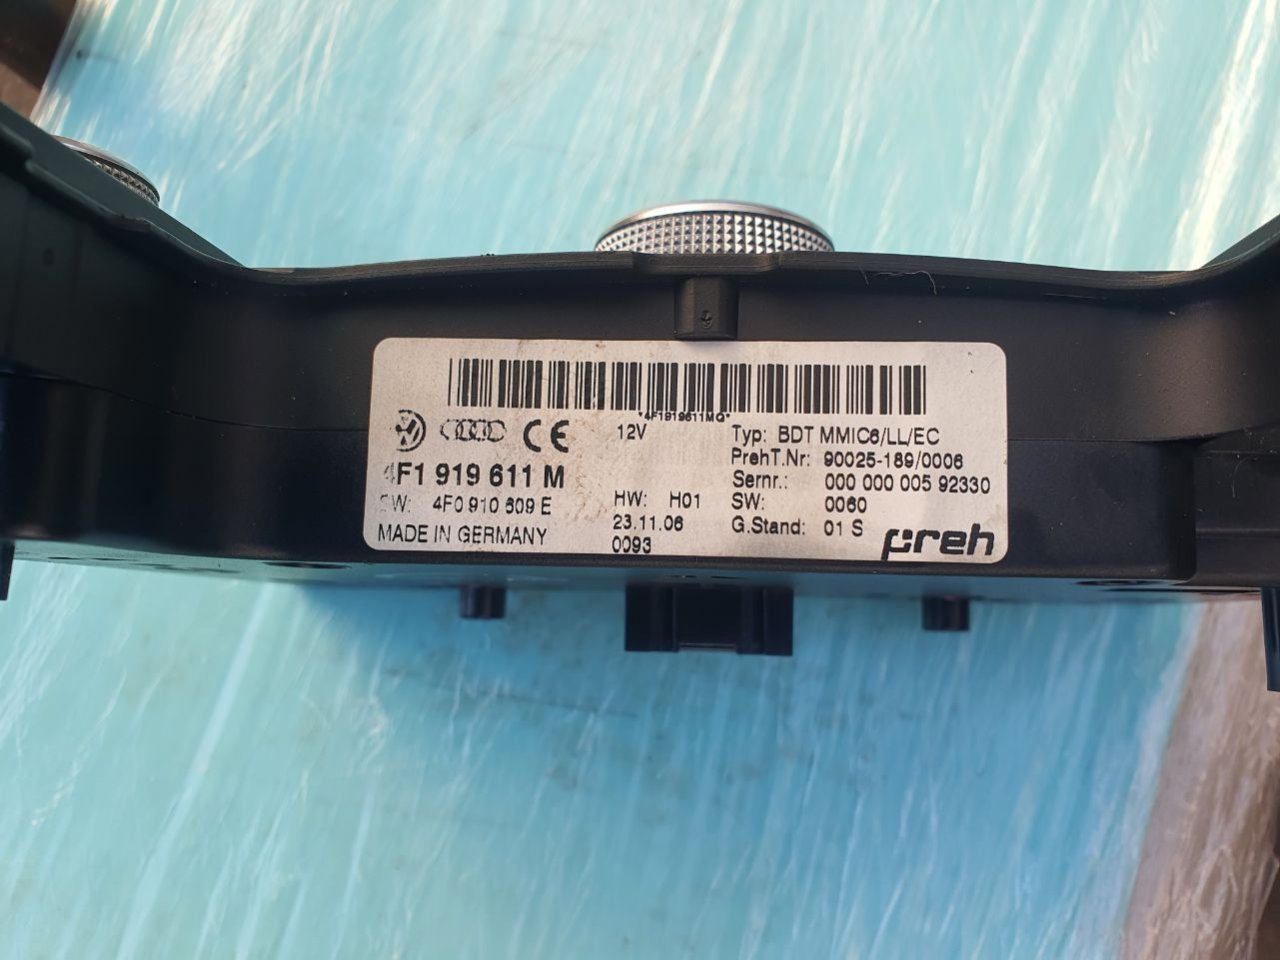 *4F1919611MQ*
CE 12V Typ: BDT MMIC6/LL/EC
4F1 919 611 M PrehT.Nr: 90025-189/0006
Sernr.: 000 000 005 92330
SW: 4F0 910 609 E HW: H01 SW: 0060
MADE IN GERMANY 23.11.06 G.Stand: 01 S
0093 preh